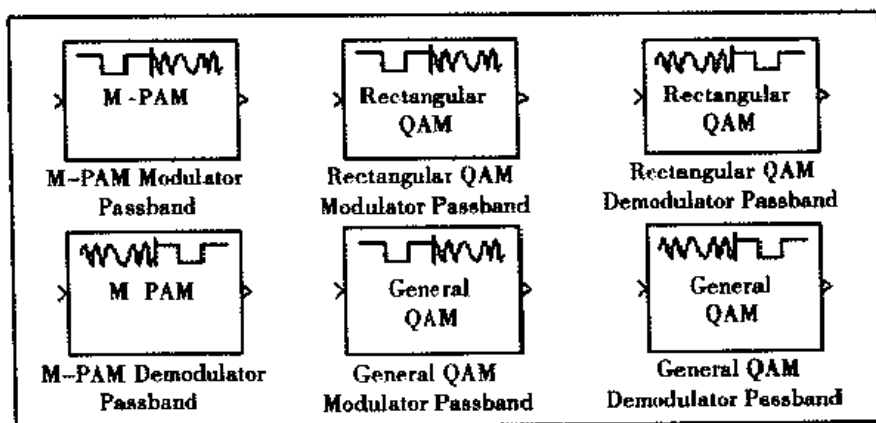 M-PAM
M-PAM Modulator
Passband
Rectangular
QAM
Rectangular QAM
Modulator Passband
Rectangular
QAM
Rectangular QAM
Demodulator Passband
M PAM
M-PAM Demodulator
Passband
General
QAM
General QAM
Modulator Passband
General
QAM
General QAM
Demodulator Passband